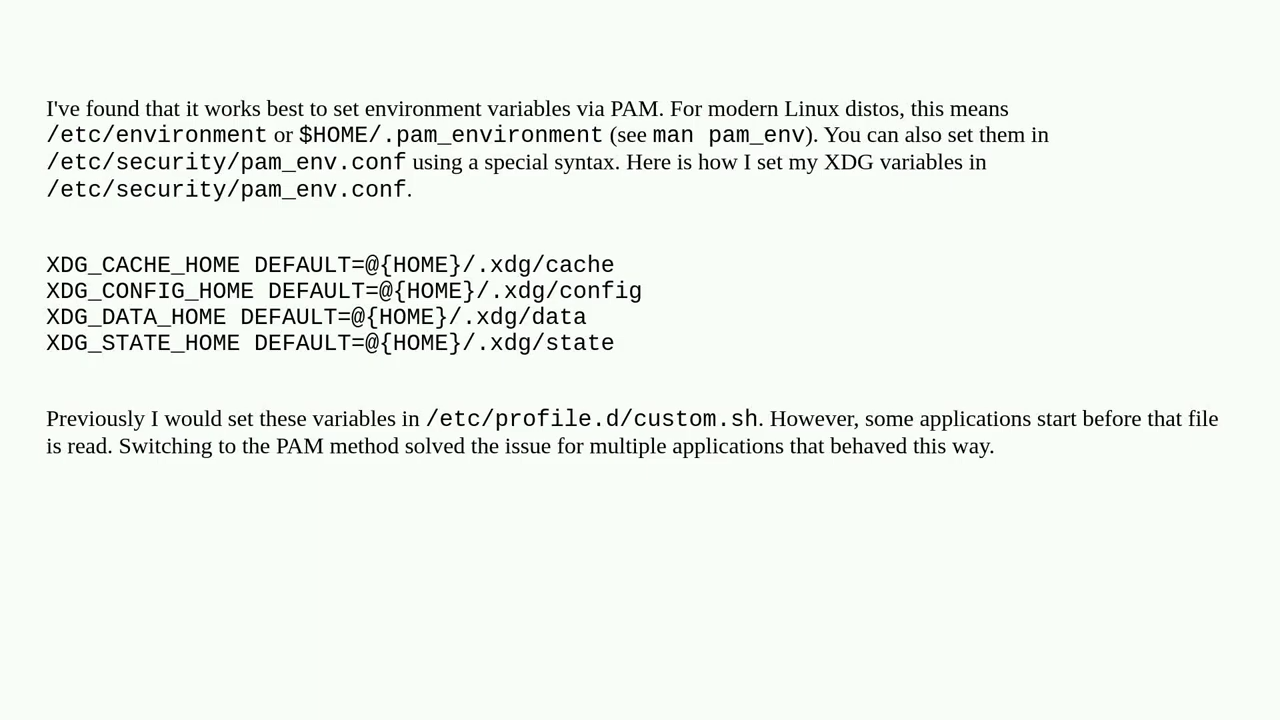 I've found that it works best to set environment variables via PAM. For modern Linux distos, this means
/etc/environment or $HOME/.pam_environment (see man pam_env). You can also set them in
/etc/security/pam_env.conf using a special syntax. Here is how I set my XDG variables in
/etc/security/pam_env.conf.
XDG_CACHE_HOME DEFAULT=@{HOME}/.xdg/cache
XDG_CONFIG_HOME DEFAULT=@{HOME}/.xdg/config
XDG_DATA_HOME DEFAULT=@{HOME}/.xdg/data
XDG_STATE_HOME DEFAULT=@{HOME}/.xdg/state
Previously I would set these variables in /etc/profile.d/custom.sh. However, some applications start before that file
is read. Switching to the PAM method solved the issue for multiple applications that behaved this way.